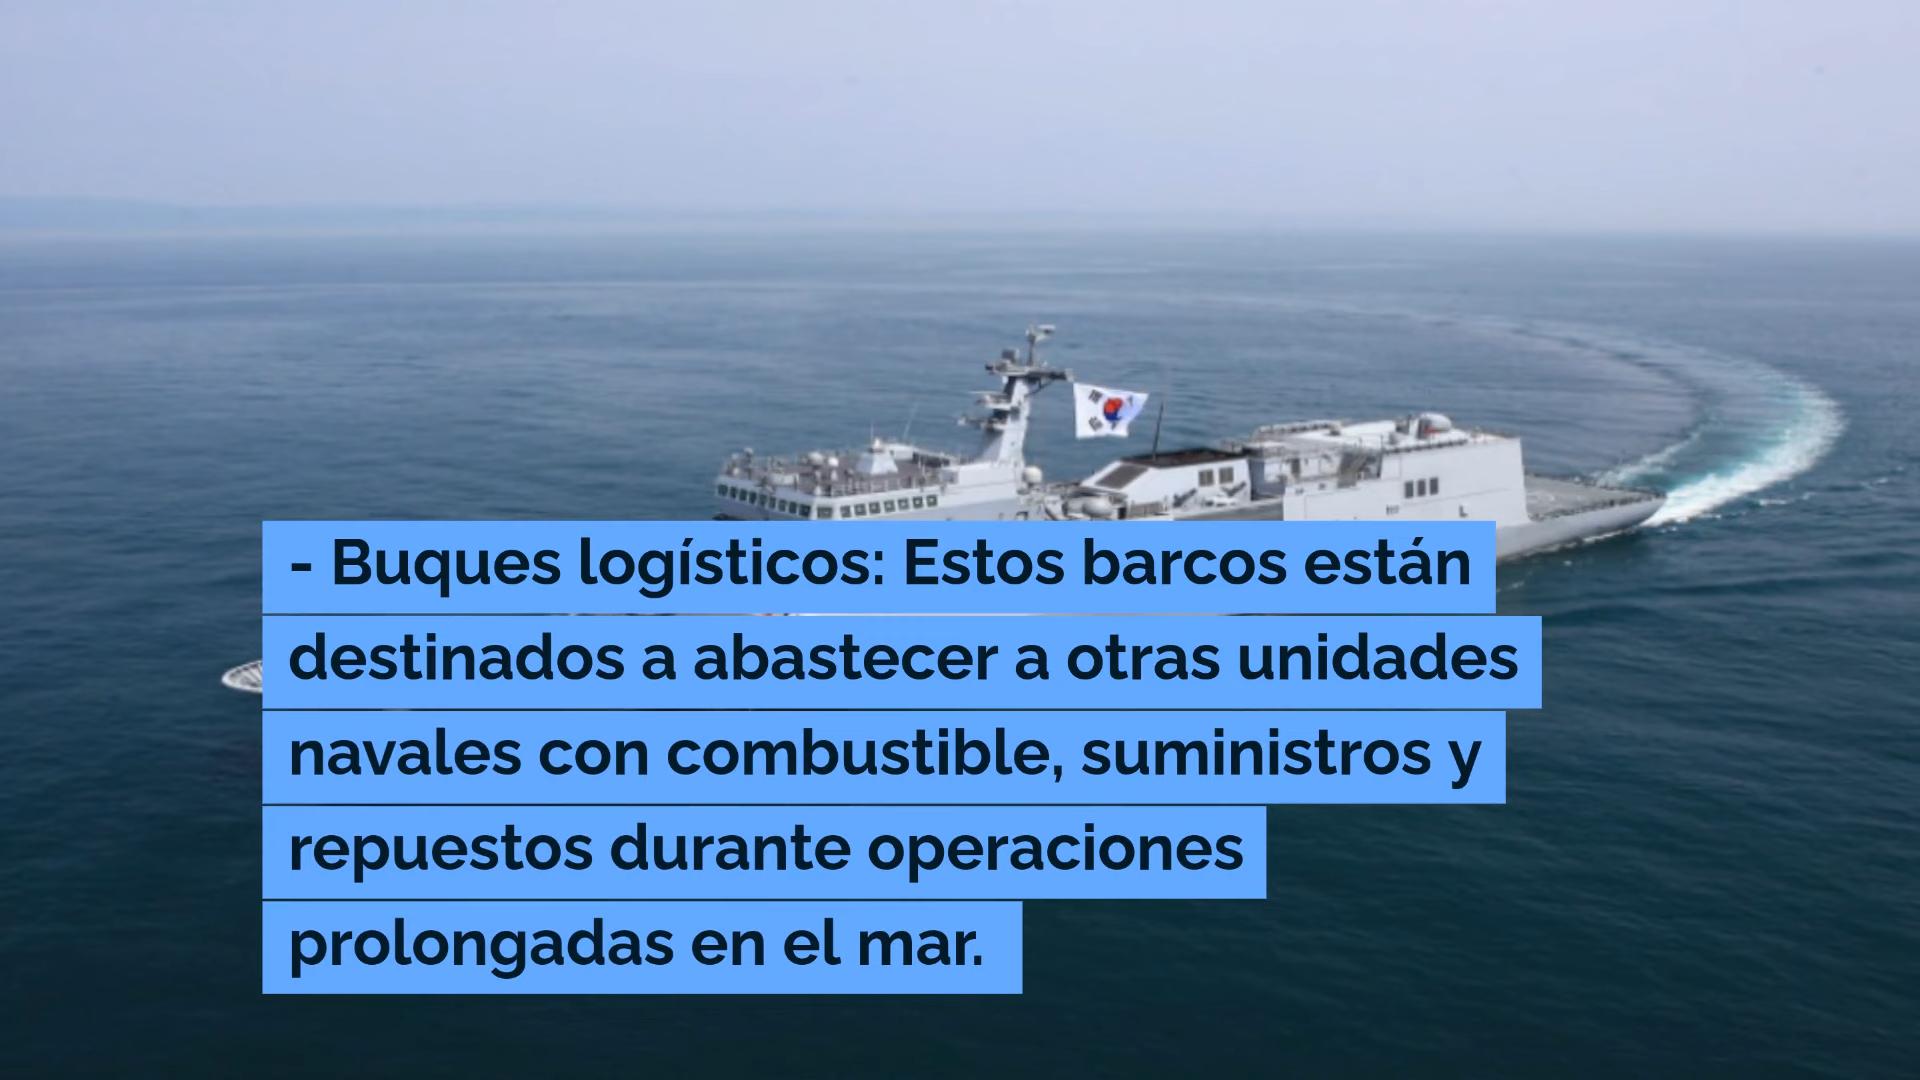 - Buques logísticos: Estos barcos están
destinados a abastecer a otras unidades
navales con combustible, suministros y
repuestos durante operaciones
prolongadas en el mar.